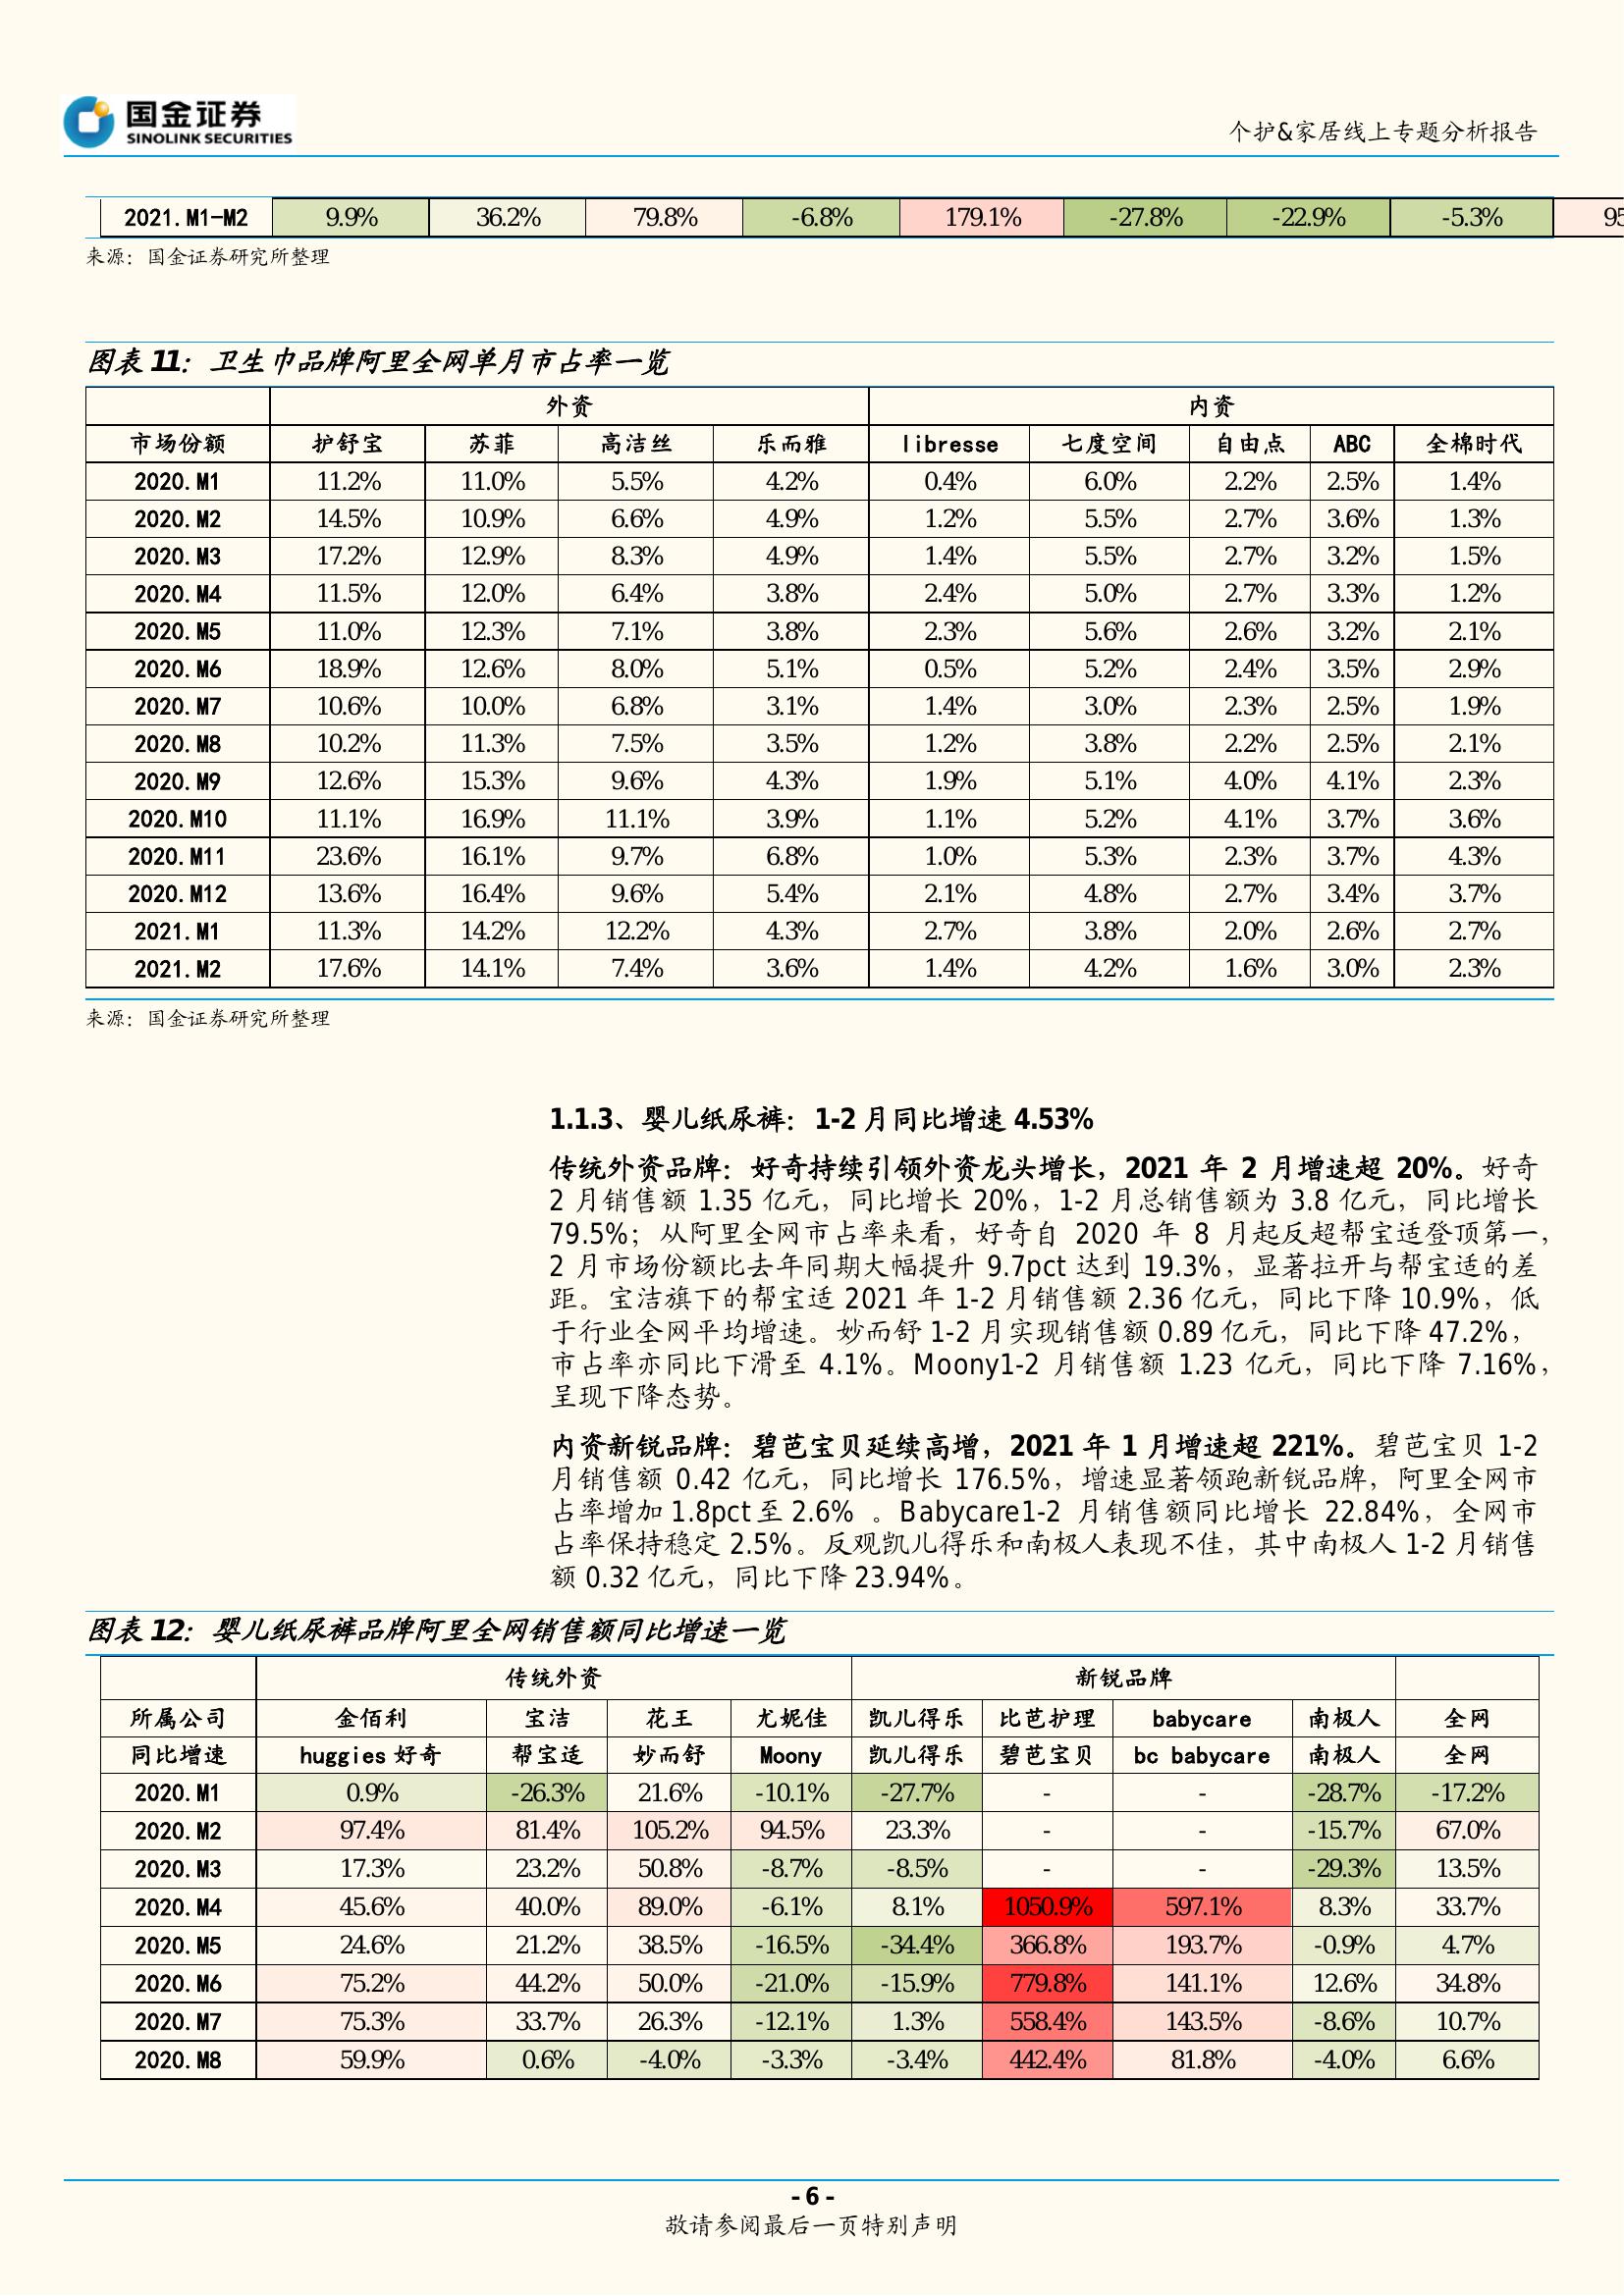 国金证券
SINOLINK SECURITIES
个护&家居线上专题分析报告
2021.M1-M2 9.9% 36.2% 79.8% -6.8% 179.1% -27.8% -22.9% -5.3%
来源：国金证券研究所整理
图表 11：卫生巾品牌阿里全网单月市占率一览
外资 内资
市场份额 护舒宝 苏菲 高洁丝 乐而雅 libresse 七度空间 自由点 ABC 全棉时代
2020.M1 11.2% 11.0% 5.5% 4.2% 0.4% 6.0% 2.2% 2.5% 1.4%
2020.M2 14.5% 10.9% 6.6% 4.9% 1.2% 5.5% 2.7% 3.6% 1.3%
2020.M3 17.2% 12.9% 8.3% 4.9% 1.4% 5.5% 2.7% 3.2% 1.5%
2020.M4 11.5% 12.0% 6.4% 3.8% 2.4% 5.0% 2.7% 3.3% 1.2%
2020.M5 11.0% 12.3% 7.1% 3.8% 2.3% 5.6% 2.6% 3.2% 2.1%
2020.M6 18.9% 12.6% 8.0% 5.1% 0.5% 5.2% 2.4% 3.5% 2.9%
2020.M7 10.6% 10.0% 6.8% 3.1% 1.4% 3.0% 2.3% 2.5% 1.9%
2020.M8 10.2% 11.3% 7.5% 3.5% 1.2% 3.8% 2.2% 2.5% 2.1%
2020.M9 12.6% 15.3% 9.6% 4.3% 1.9% 5.1% 4.0% 4.1% 2.3%
2020.M10 11.1% 16.9% 11.1% 3.9% 1.1% 5.2% 4.1% 3.7% 3.6%
2020.M11 23.6% 16.1% 9.7% 6.8% 1.0% 5.3% 2.3% 3.7% 4.3%
2020.M12 13.6% 16.4% 9.6% 5.4% 2.1% 4.8% 2.7% 3.4% 3.7%
2021.M1 11.3% 14.2% 12.2% 4.3% 2.7% 3.8% 2.0% 2.6% 2.7%
2021.M2 17.6% 14.1% 7.4% 3.6% 1.4% 4.2% 1.6% 3.0% 2.3%
来源：国金证券研究所整理
1.1.3、婴儿纸尿裤：1-2 月同比增速 4.53%
传统外资品牌：好奇持续引领外资龙头增长，2021 年 2 月增速超 20%。好奇
2 月销售额 1.35 亿元，同比增长 20%，1-2 月总销售额为 3.8 亿元，同比增长
79.5%；从阿里全网市占率来看，好奇自 2020 年 8 月起反超帮宝适登顶第一，
2 月市场份额比去年同期大幅提升 9.7pct 达到 19.3%，显著拉开与帮宝适的差
距。宝洁旗下的帮宝适 2021 年 1-2 月销售额 2.36 亿元，同比下降 10.9%，低
于行业全网平均增速。妙而舒 1-2 月实现销售额 0.89 亿元，同比下降 47.2%，
市占率亦同比下滑至 4.1%。Moony1-2 月销售额 1.23 亿元，同比下降 7.16%，
呈现下降态势。
内资新锐品牌：碧芭宝贝延续高增，2021 年 1 月增速超 221%。碧芭宝贝 1-2
月销售额 0.42 亿元，同比增长 176.5%，增速显著领跑新锐品牌，阿里全网市
占率增加 1.8pct 至 2.6% 。Babycare1-2 月销售额同比增长 22.84%，全网市
占率保持稳定 2.5%。反观凯儿得乐和南极人表现不佳，其中南极人 1-2 月销售
额 0.32 亿元，同比下降 23.94%。
图表 12：婴儿纸尿裤品牌阿里全网销售额同比增速一览
传统外资 新锐品牌
所属公司 金佰利 宝洁 花王 尤妮佳 凯儿得乐 比芭护理 babycare 南极人 全网
同比增速 huggies 好奇 帮宝适 妙而舒 Moony 凯儿得乐 碧芭宝贝 bc babycare 南极人 全网
2020.M1 0.9% -26.3% 21.6% -10.1% -27.7% - - -28.7% -17.2%
2020.M2 97.4% 81.4% 105.2% 94.5% 23.3% - - -15.7% 67.0%
2020.M3 17.3% 23.2% 50.8% -8.7% -8.5% - - -29.3% 13.5%
2020.M4 45.6% 40.0% 89.0% -6.1% 8.1% 1050.9% 597.1% 8.3% 33.7%
2020.M5 24.6% 21.2% 38.5% -16.5% -34.4% 366.8% 193.7% -0.9% 4.7%
2020.M6 75.2% 44.2% 50.0% -21.0% -15.9% 779.8% 141.1% 12.6% 34.8%
2020.M7 75.3% 33.7% 26.3% -12.1% 1.3% 558.4% 143.5% -8.6% 10.7%
2020.M8 59.9% 0.6% -4.0% -3.3% -3.4% 442.4% 81.8% -4.0% 6.6%
- 6 -
敬请参阅最后一页特别声明